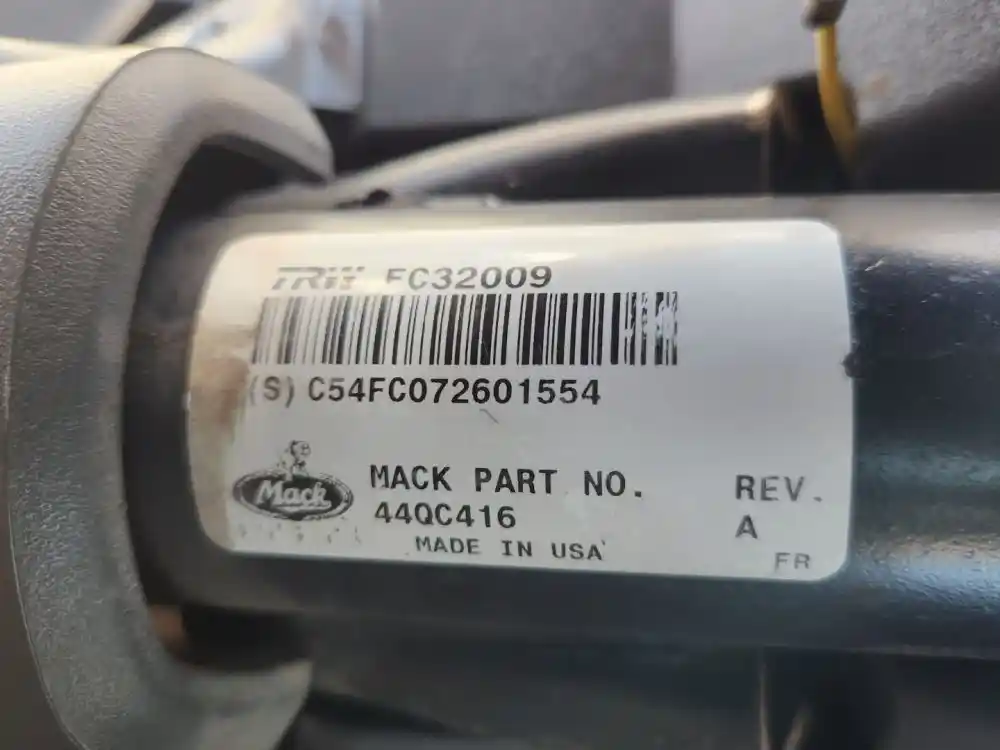 TRW FC32009
(S) C54FC072601554
Mack
MACK PART NO.
44QC416
REV.
A
MADE IN USA
FR